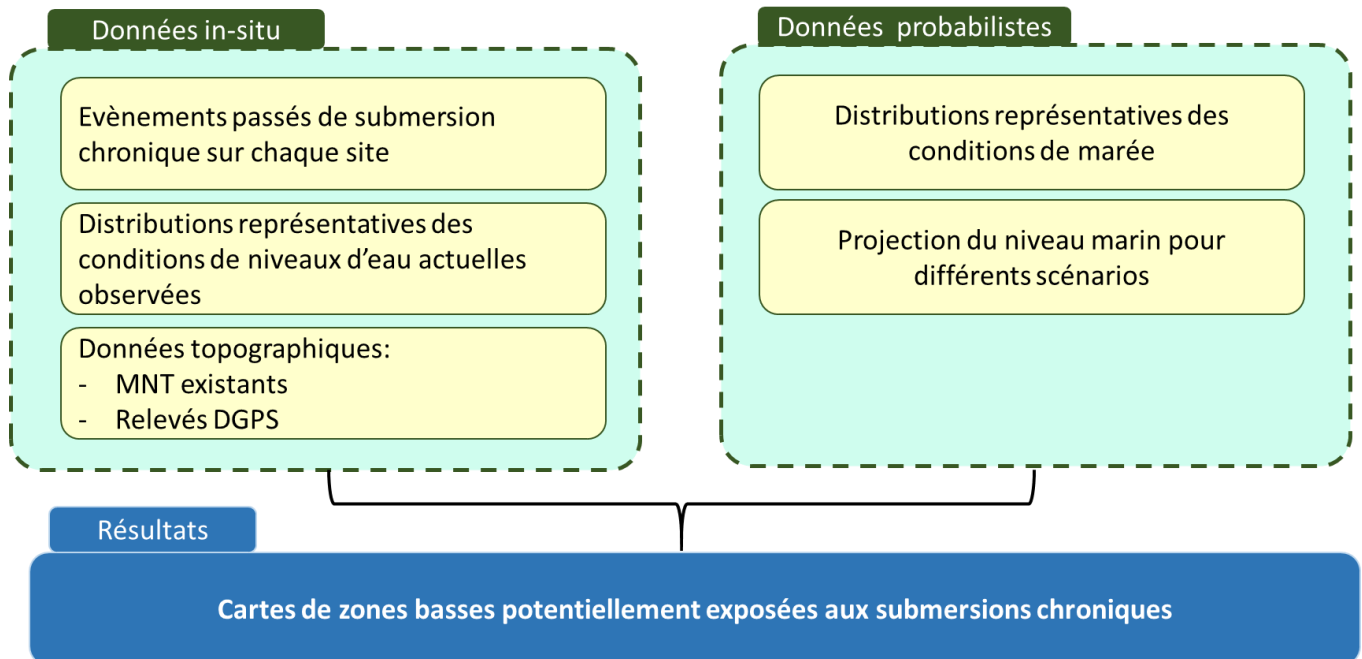 Données in-situ
Evènements passés de submersion
chronique sur chaque site
Distributions représentatives des
conditions de niveaux d'eau actuelles
observées
Données topographiques:
- MNT existants
- Relevés DGPS
Données probabilistes
Distributions représentatives des
conditions de marée
Projection du niveau marin pour
différents scénarios
Résultats
Cartes de zones basses potentiellement exposées aux submersions chroniques